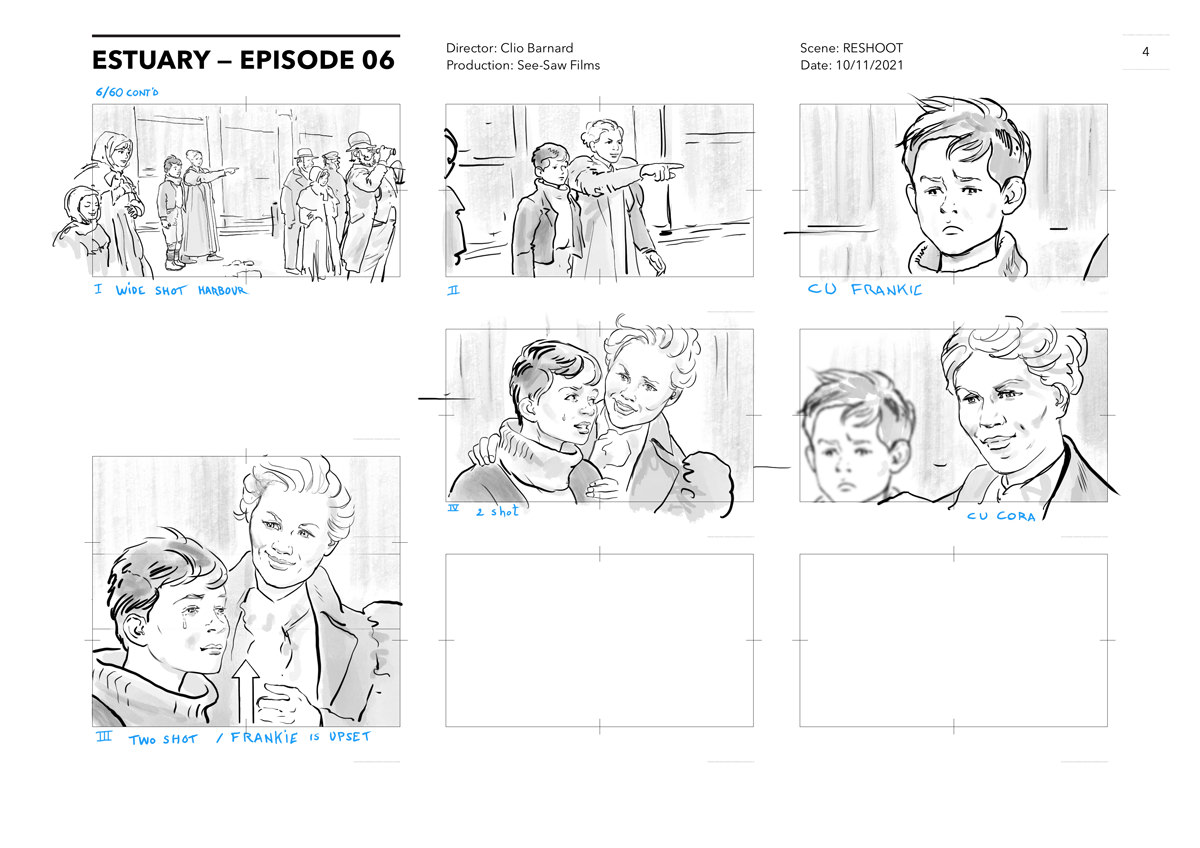 ESTUARY – EPISODE 06
Director: Clio Barnard
Production: See-Saw Films
Scene: RESHOOT
Date: 10/11/2021
4
6/60 CONT'D
I WIDE SHOT HARBOUR
II
CU FRANKIE
IV 2 shot
CU CORA
III TWO SHOT / FRANKIE IS UPSET